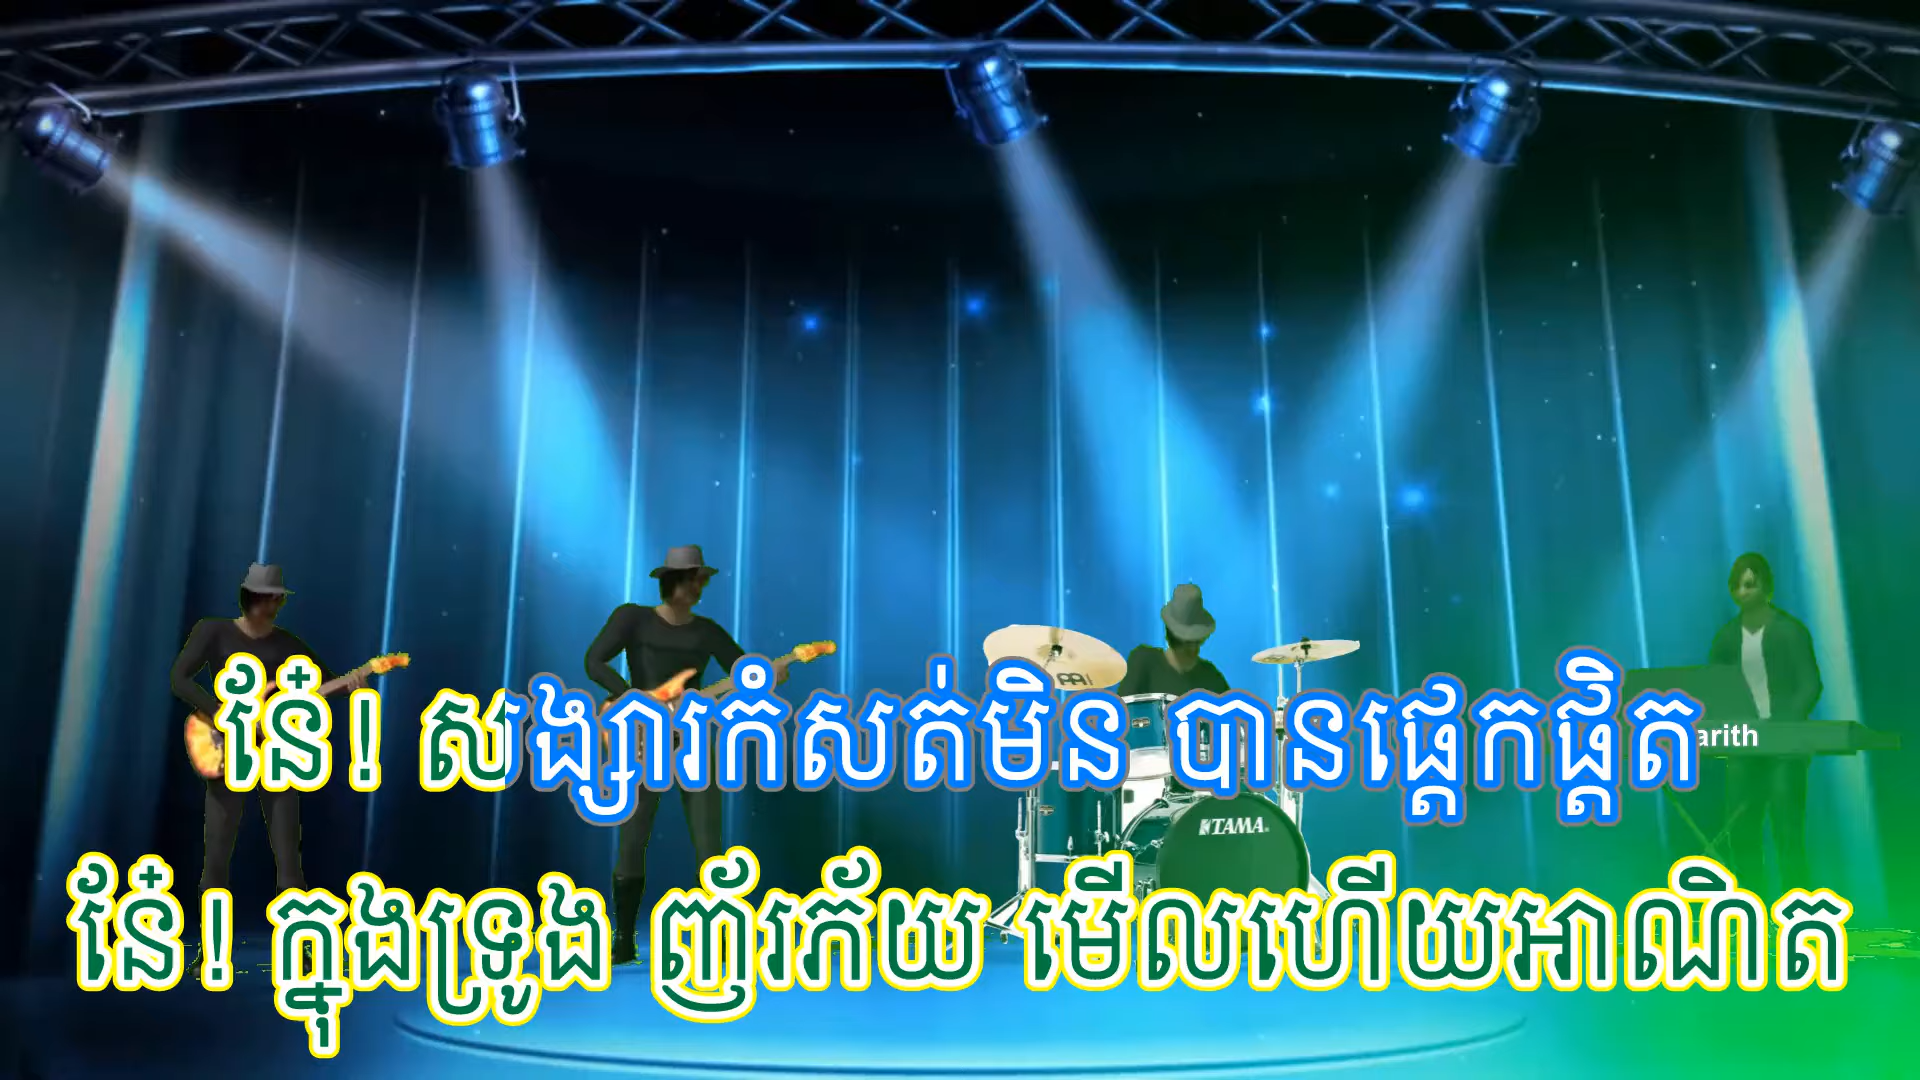 arith
TAMA
ន៎ែ! សង្សារកំសត់មិន បានផ្ដេកផ្ដិត
ន៎ែ! ក្នុងទ្រូង ញ័រភ័យ មើលហើយអាណិត